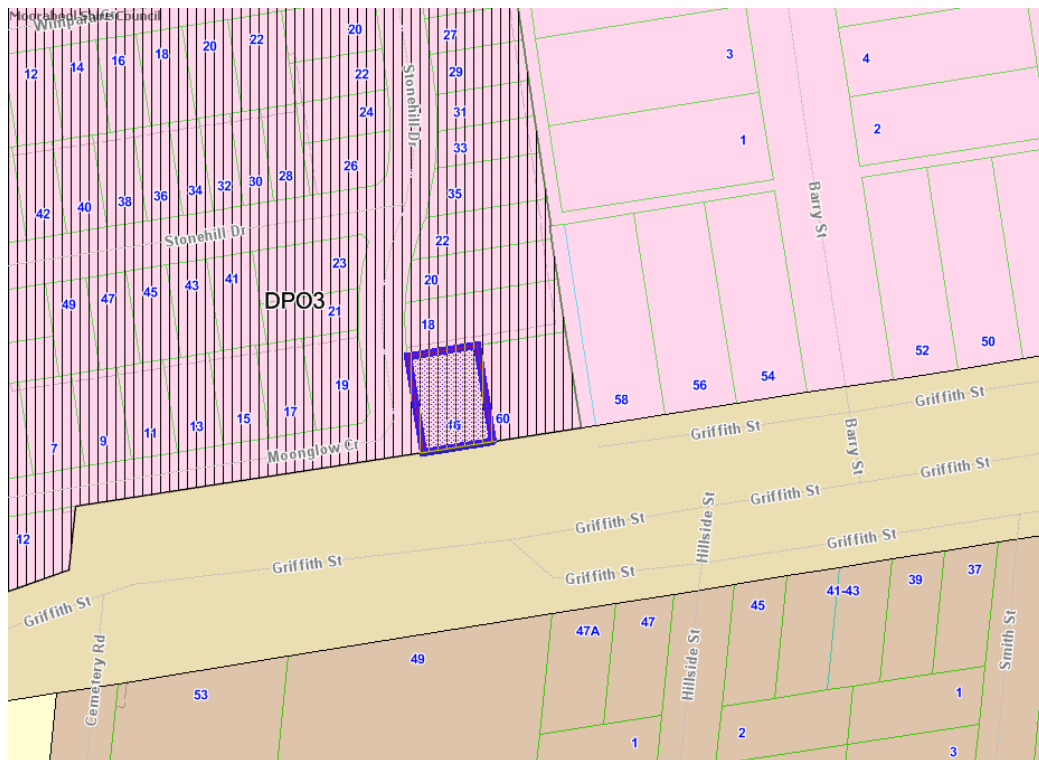 Moorabool Shire Council
Wimpara Cr
12
14
16
18
20
22
20
22
24
26
27
29
31
33
35
22
20
18
3
1
4
2
Stonehill Dr
Barry St
42
40
38
36
34
32
30
28
Stonehill Dr
49
47
45
43
41
23
21
19
DPO3
7
9
11
13
15
17
12
Moonglow Cr
46
60
58
56
54
52
50
Griffith St
Griffith St
Barry St
Griffith St
Griffith St
Griffith St
Hillside St
Griffith St
Griffith St
Griffith St
Griffith St
Cemetery Rd
53
49
47A
47
45
41-43
39
37
Hillside St
Smith St
1
2
1
3